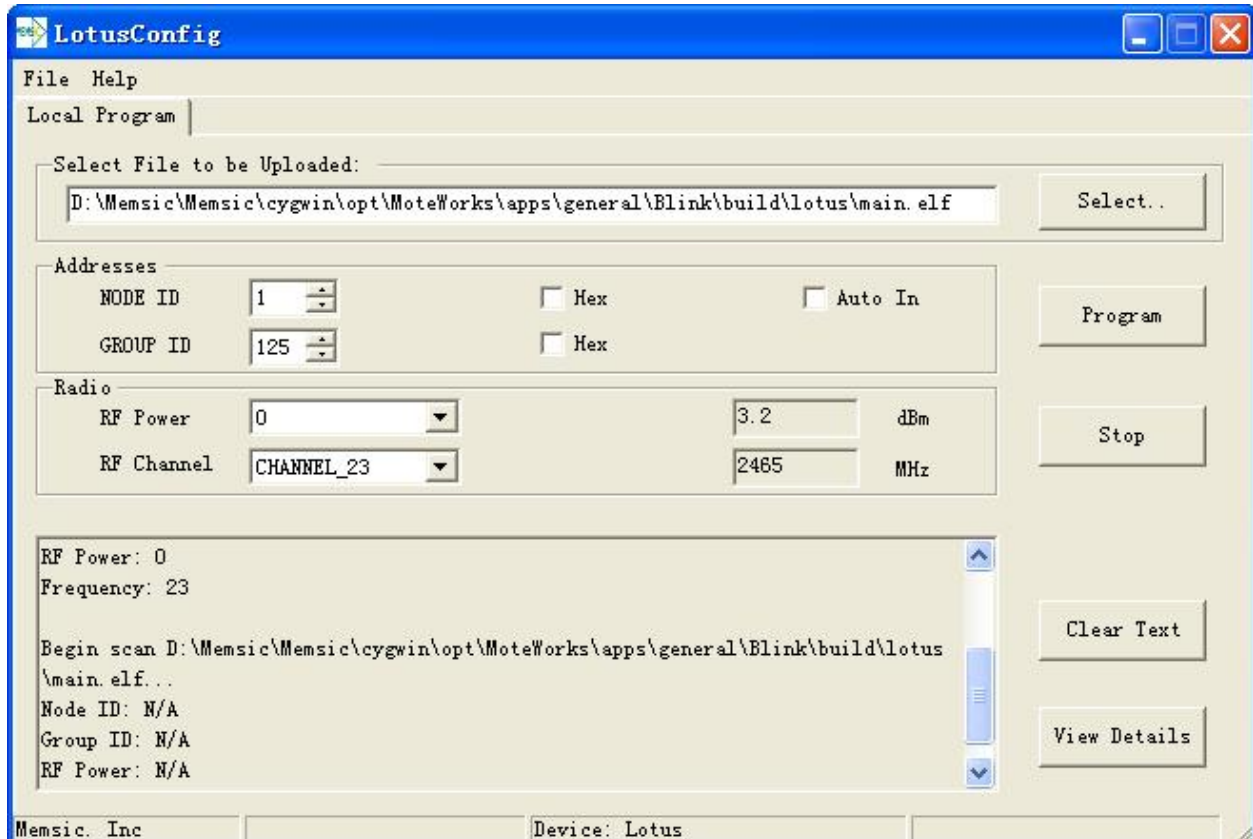 LotusConfig
File Help
Local Program
Select File to be Uploaded:
D:\Memsic\Memsic\cygwin\opt\MoteWorks\apps\general\Blink\build\lotus\main.elf
Select..
Addresses
NODE ID 1 Hex Auto In
GROUP ID 125 Hex
Program
Radio
RF Power 0 3.2 dBm
RF Channel CHANNEL_23 2465 MHz
Stop
RF Power: 0
Frequency: 23
Begin scan D:\Memsic\Memsic\cygwin\opt\MoteWorks\apps\general\Blink\build\lotus
\main.elf...
Node ID: N/A
Group ID: N/A
RF Power: N/A
Clear Text
View Details
Memsic. Inc Device: Lotus